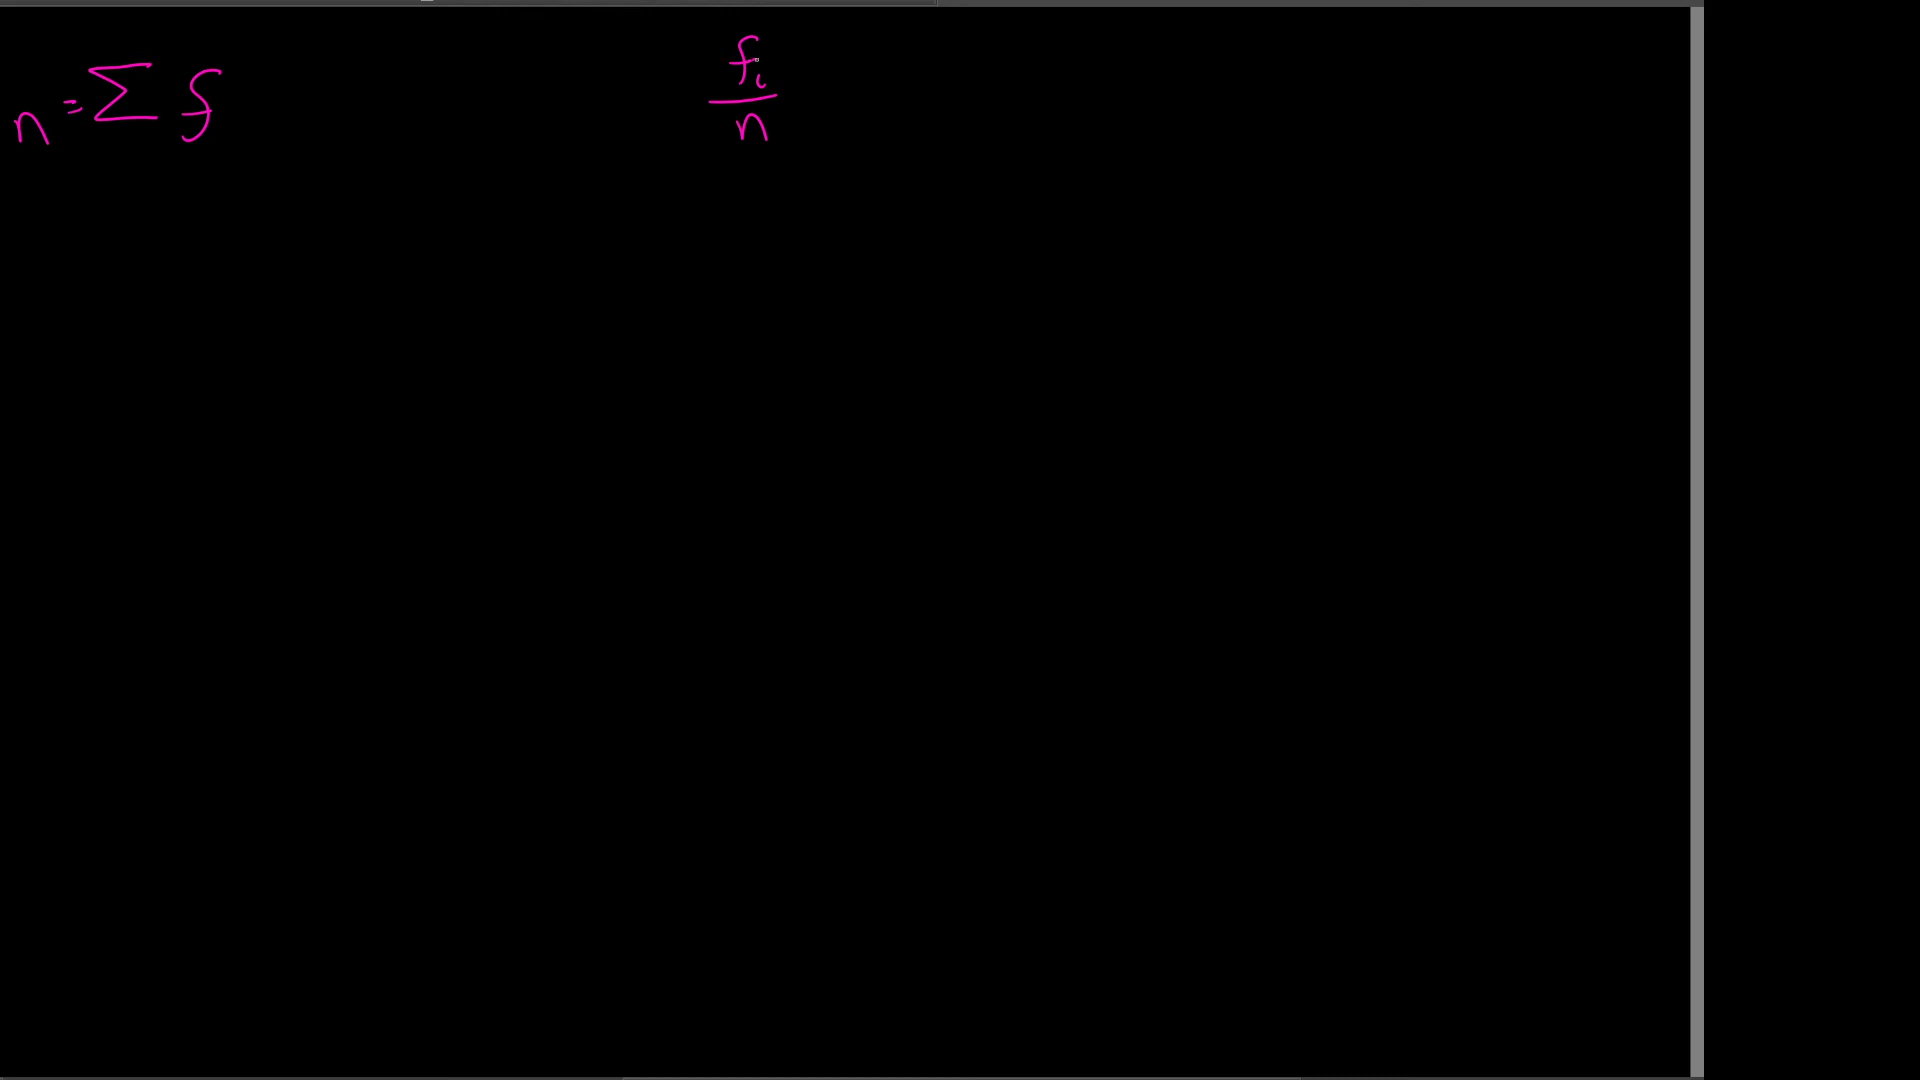 n = Σ f
fi/n